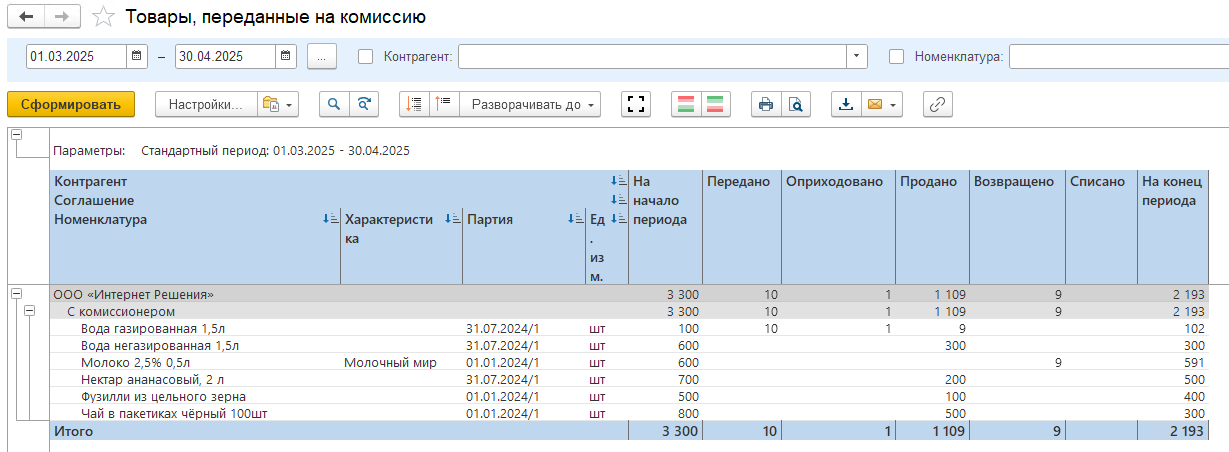 Товары, переданные на комиссию
01.03.2025 – 30.04.2025 ... Контрагент: Номенклатура:
Сформировать Настройки... Разворачивать до
Параметры: Стандартный период: 01.03.2025 - 30.04.2025
Контрагент На начало периода Передано Оприходовано Продано Возвращено Списано На конец периода
Соглашение
Номенклатура Характеристика Партия Ед. изм.
ООО «Интернет Решения» 3 300 10 1 1 109 9 2 193
С комиссионером 3 300 10 1 1 109 9 2 193
Вода газированная 1,5л 31.07.2024/1 шт 100 10 1 9 102
Вода негазированная 1,5л 31.07.2024/1 шт 600 300 300
Молоко 2,5% 0,5л Молочный мир 01.01.2024/1 шт 600 9 591
Нектар ананасовый, 2 л 31.07.2024/1 шт 700 200 500
Фузилли из цельного зерна 01.01.2024/1 шт 500 100 400
Чай в пакетиках чёрный 100шт 01.01.2024/1 шт 800 500 300
Итого 3 300 10 1 1 109 9 2 193